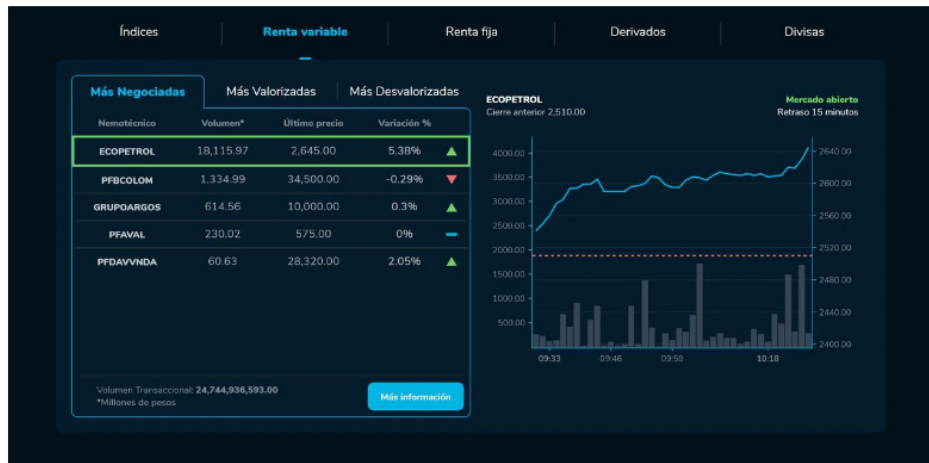 Índices Renta variable Renta fija Derivados Divisas
Más Negociadas Más Valorizadas Más Desvalorizadas
Nemotécnico Volumen* Último precio Variación %
ECOPETROL 18,115.97 2,645.00 5.38%
PFBCOLOM 1,334.99 34,500.00 -0.29%
GRUPOARGOS 614.56 10,000.00 0.3%
PFAVAL 230.02 575.00 0%
PFDAVVNDA 60.63 28,320.00 2.05%
Volumen Transaccional: 24,744,936,593.00
*Millones de pesos
Más información
ECOPETROL
Cierre anterior 2,510.00
Mercado abierto
Retraso 15 minutos
4000.00
3500.00
3000.00
2500.00
2000.00
1500.00
1000.00
500.00
2640.00
2600.00
2560.00
2520.00
2480.00
2440.00
2400.00
09:33 09:46 09:59 10:18